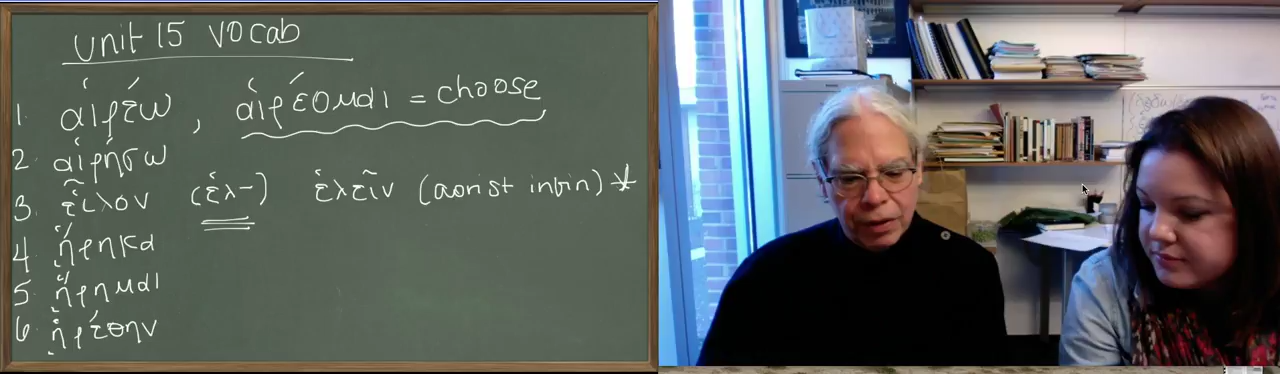 Unit 15 vocab
1. αἱρέω, αἱρέομαι = choose
2. αἱρήσω
3. εἷλον (ἑλ-) ἑλεῖν (aorist infin) *
4. ᾕρηκα
5. ᾕρημαι
6. ᾑρέθην